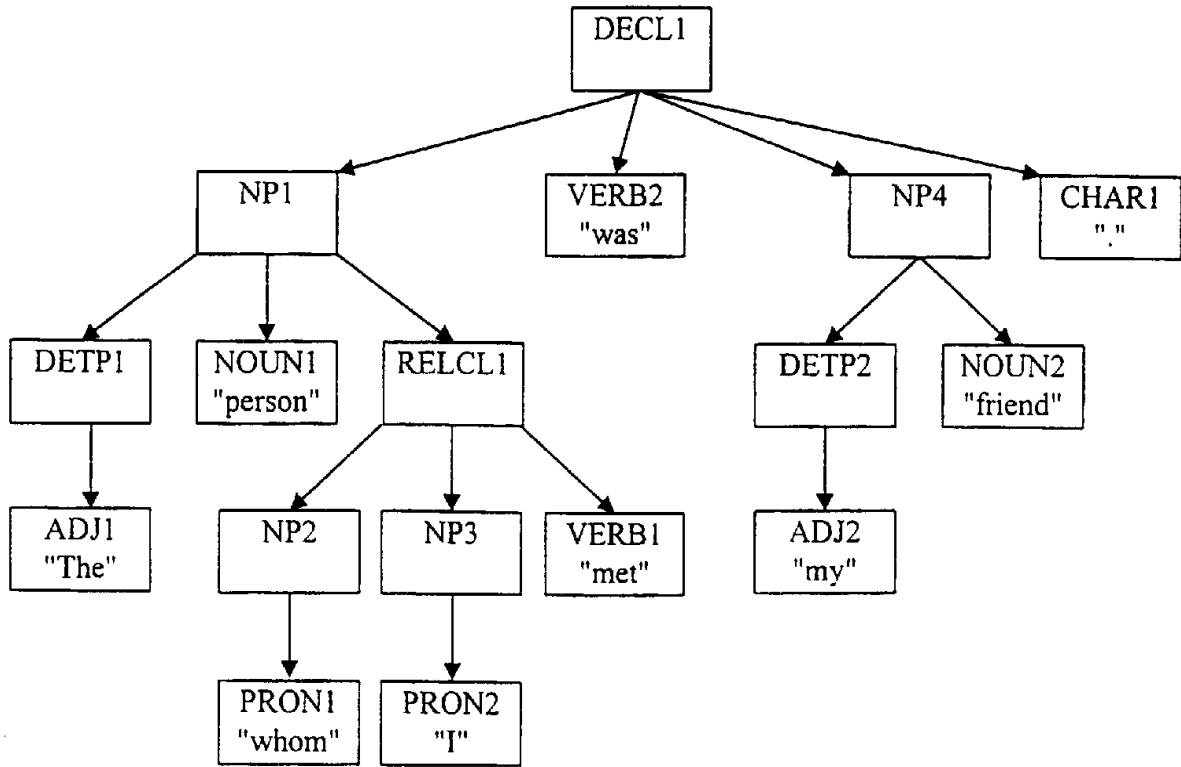 DECL1
NP1
VERB2
"was"
NP4
CHAR1
"."
DETP1
NOUN1
"person"
RELCL1
DETP2
NOUN2
"friend"
ADJ1
"The"
NP2
NP3
VERB1
"met"
ADJ2
"my"
PRON1
"whom"
PRON2
"I"